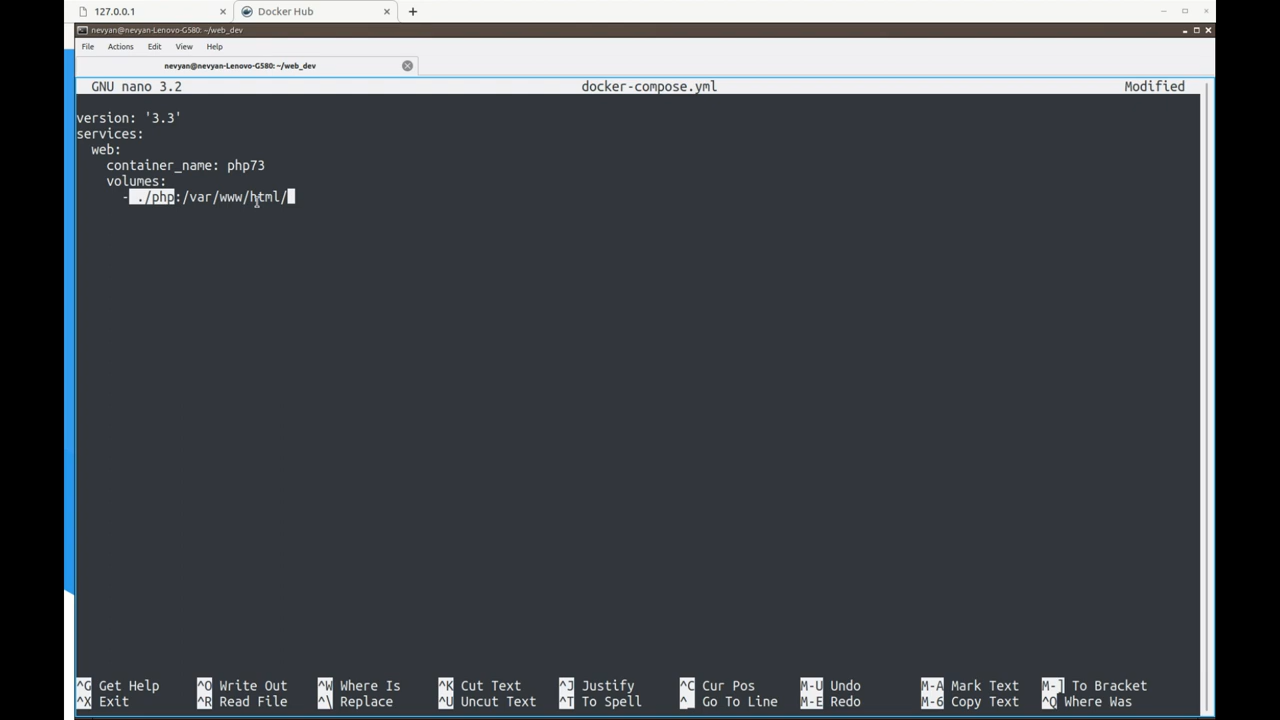 127.0.0.1 × Docker Hub × +
nevyan@nevyan-Lenovo-G580: ~/web_dev
File Actions Edit View Help
nevyan@nevyan-Lenovo-G580: ~/web_dev
GNU nano 3.2 docker-compose.yml Modified
version: '3.3'
services:
web:
container_name: php73
volumes:
- ./php:/var/www/html/
^G Get Help ^O Write Out ^W Where Is ^K Cut Text ^J Justify ^C Cur Pos M-U Undo M-A Mark Text M-] To Bracket
^X Exit ^R Read File ^\ Replace ^U Uncut Text ^T To Spell ^_ Go To Line M-E Redo M-6 Copy Text ^Q Where Was